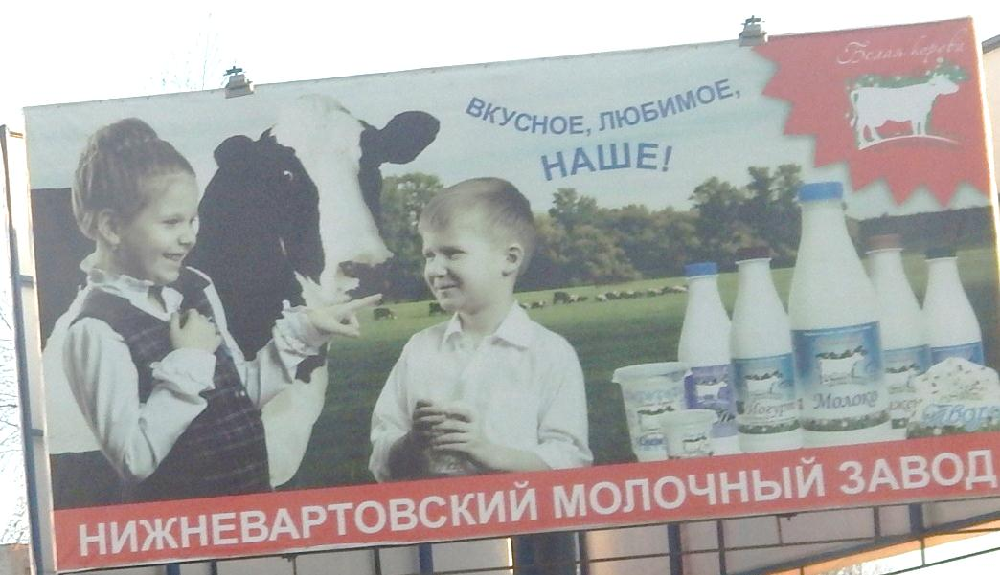 Белая корова
ВКУСНОЕ, ЛЮБИМОЕ,
НАШЕ!
Йогурт
Молоко
НИЖНЕВАРТОВСКИЙ МОЛОЧНЫЙ ЗАВОД